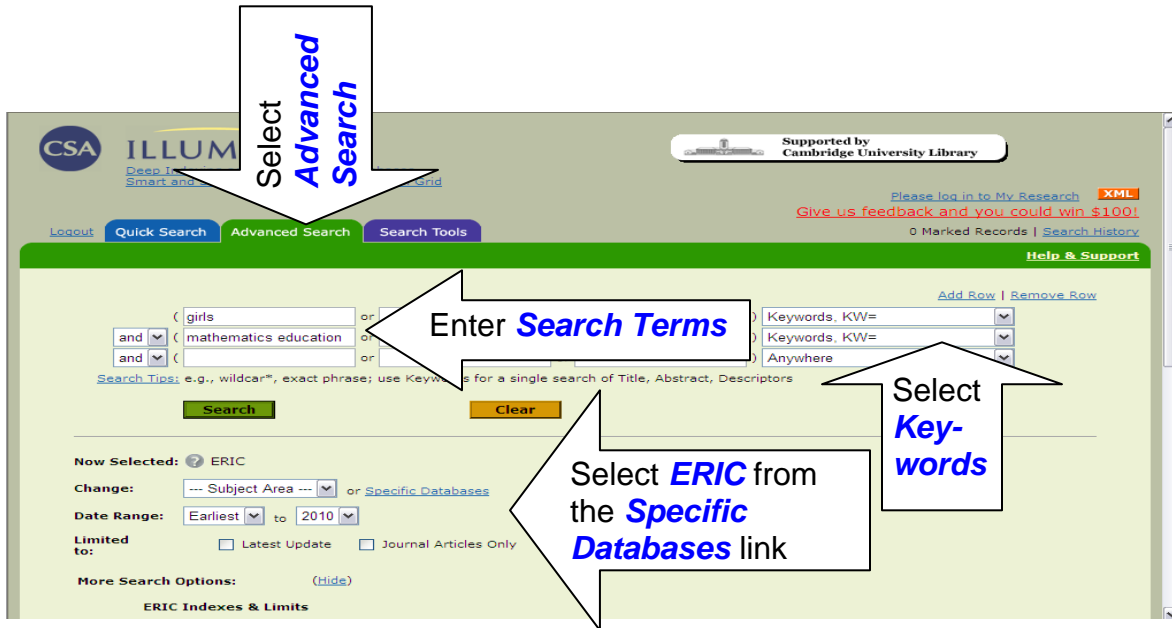 Select
Advanced
Search
CSA
ILLUM
Deep In
Smart and
Grid
Supported by
Cambridge University Library
Please log in to My Research XML
Give us feedback and you could win $100!
Logout Quick Search Advanced Search Search Tools
0 Marked Records | Search History
Help & Support
Add Row | Remove Row
( girls or ) Keywords, KW=
and ( mathematics education or ) Keywords, KW=
and ( or ) Anywhere
Enter Search Terms
Search Tips: e.g., wildcar*, exact phrase; use Keyw s for a single search of Title, Abstract, Descriptors
Select
Key-
words
Search Clear
Now Selected: ? ERIC
Change: --- Subject Area --- or Specific Databases
Date Range: Earliest to 2010
Limited
to: Latest Update Journal Articles Only
Select ERIC from
the Specific
Databases link
More Search Options: (Hide)
ERIC Indexes & Limits